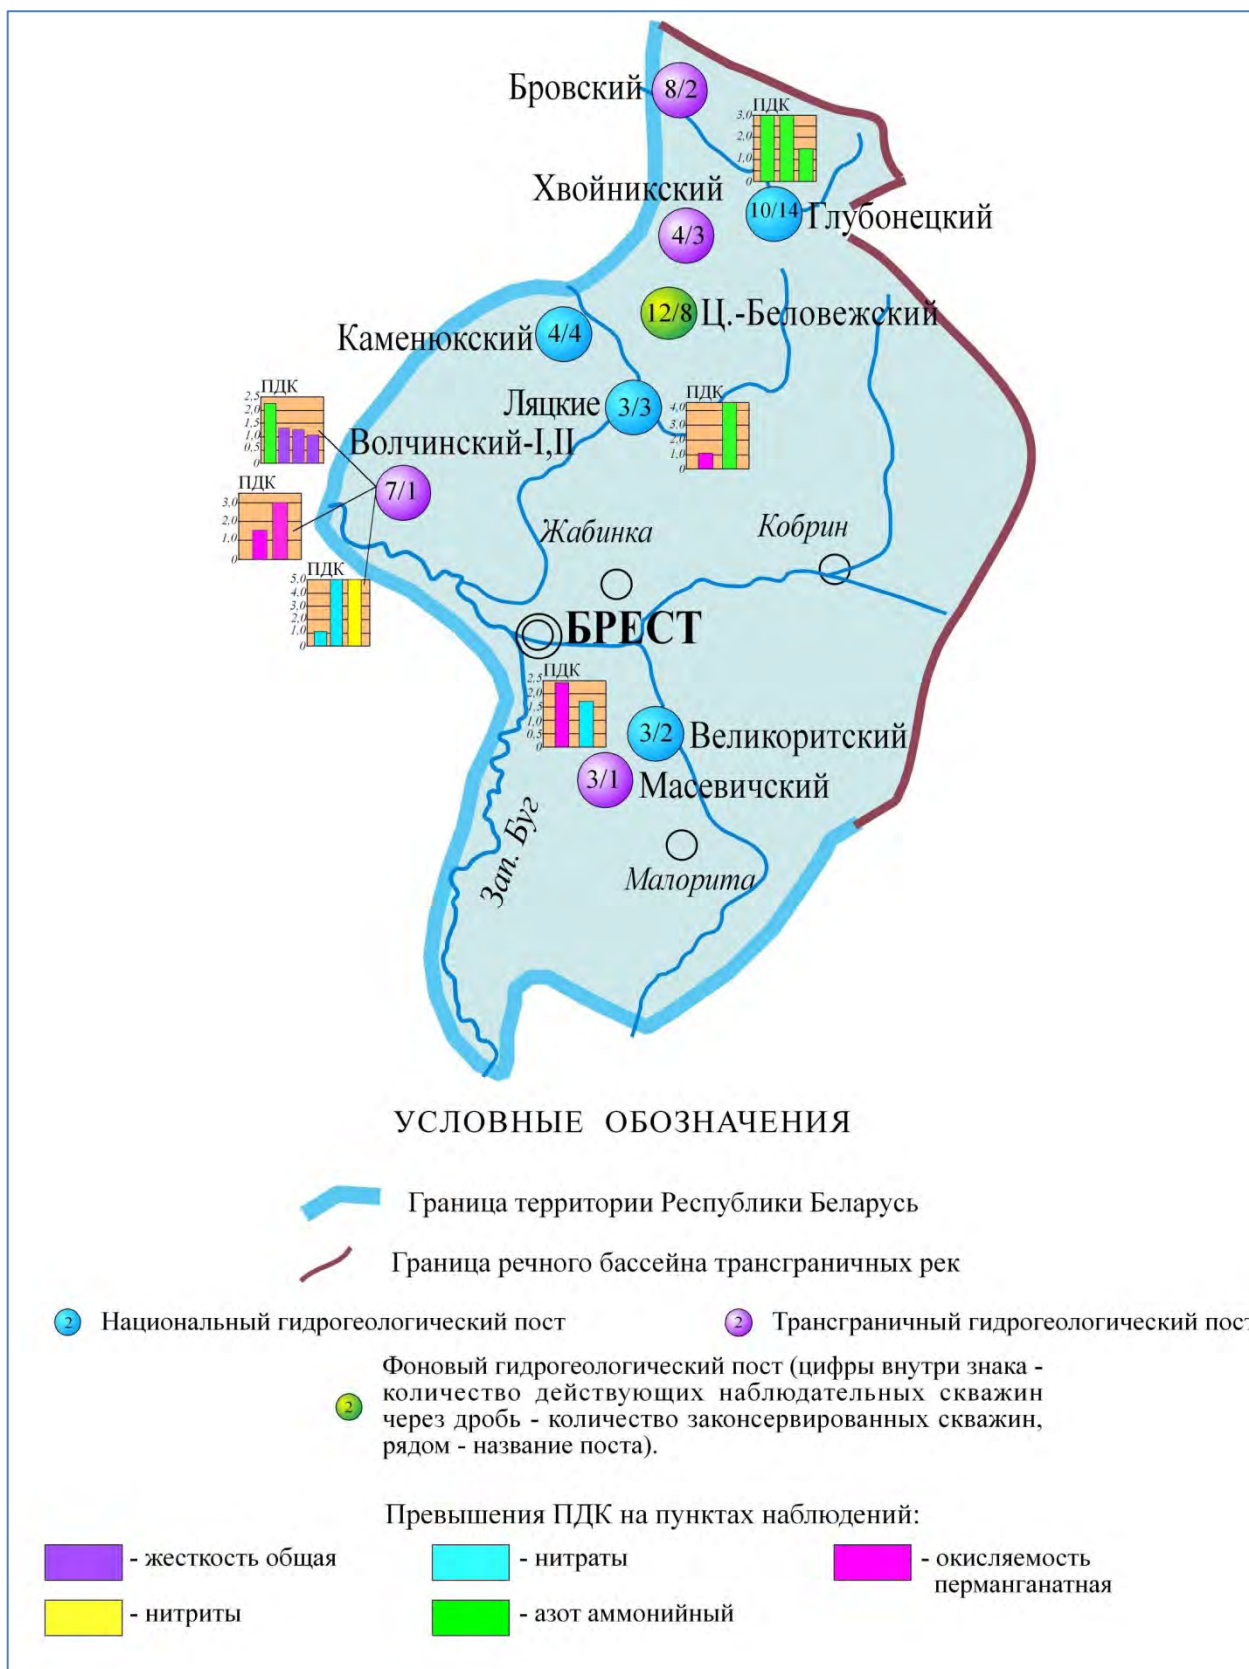 Бровский
8/2
ПДК
3,0
2,0
1,0
0
Хвойникский
10/14
Глубонецкий
4/3
12/8
Ц.-Беловежский
Каменюкский
4/4
ПДК
2,5
2,0
1,5
1,0
0,5
0
Ляцкие
3/3
ПДК
4,0
3,0
2,0
1,0
0
Волчинский-I,II
7/1
ПДК
3,0
2,0
1,0
0
Жабинка
Кобрин
ПДК
5,0
4,0
3,0
2,0
1,0
0
БРЕСТ
ПДК
2,5
2,0
1,5
1,0
0,5
0
3/2
Великоритский
3/1
Масевичский
Зап. Буг
Малорита
УСЛОВНЫЕ ОБОЗНАЧЕНИЯ
Граница территории Республики Беларусь
Граница речного бассейна трансграничных рек
2 Национальный гидрогеологический пост
2 Трансграничный гидрогеологический пост
Фоновый гидрогеологический пост (цифры внутри знака -
2 количество действующих наблюдательных скважин
через дробь - количество законсервированных скважин,
рядом - название поста).
Превышения ПДК на пунктах наблюдений:
- жесткость общая
- нитраты
- окисляемость
перманганатная
- нитриты
- азот аммонийный